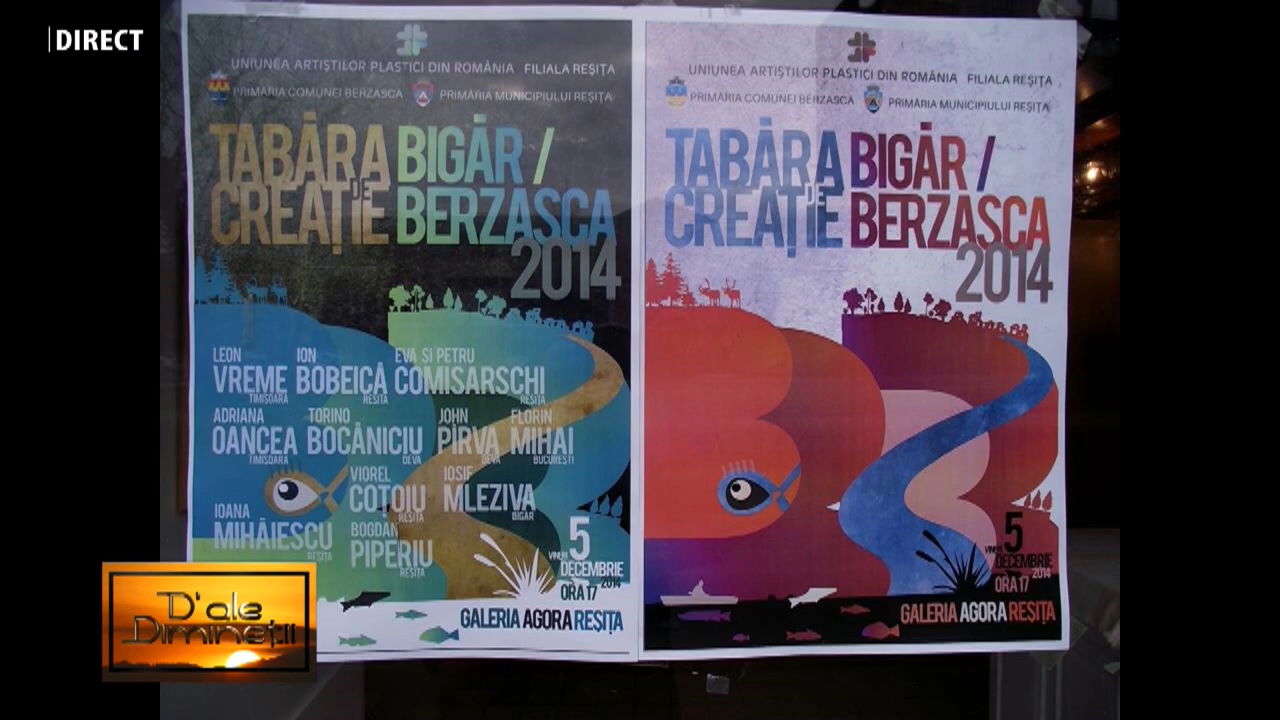 DIRECT
UNIUNEA ARTIȘTILOR PLASTICI DIN ROMÂNIA FILIALA REȘIȚA
PRIMĂRIA COMUNEI BERZASCA PRIMĂRIA MUNICIPIULUI REȘIȚA
TABĂRA BIGĂR /
DE
CREAȚIE BERZASCA
2014
LEON ION EVA ȘI PETRU
VREME BOBEICĂ COMISARSCHI
TIMIȘOARA REȘIȚA REȘIȚA
ADRIANA TORINO JOHN FLORIN
OANCEA BOCĂNICIU PÎRVA MIHAI
TIMIȘOARA DEVA DEVA BUCUREȘTI
VIOREL IOSIF
COȚOIU MLEZIVA
REȘIȚA BIGĂR
IOANA
MIHĂIESCU
REȘIȚA
BOGDAN
PIPERIU
REȘIȚA
VINERI 5
DECEMBRIE
2014
ORA 17
GALERIA AGORA REȘIȚA
UNIUNEA ARTIȘTILOR PLASTICI DIN ROMÂNIA FILIALA REȘIȚA
PRIMĂRIA COMUNEI BERZASCA PRIMĂRIA MUNICIPIULUI REȘIȚA
TABĂRA BIGĂR /
DE
CREAȚIE BERZASCA
2014
VINERI 5
DECEMBRIE
2014
ORA 17
GALERIA AGORA REȘIȚA
D'ale
Dimineții